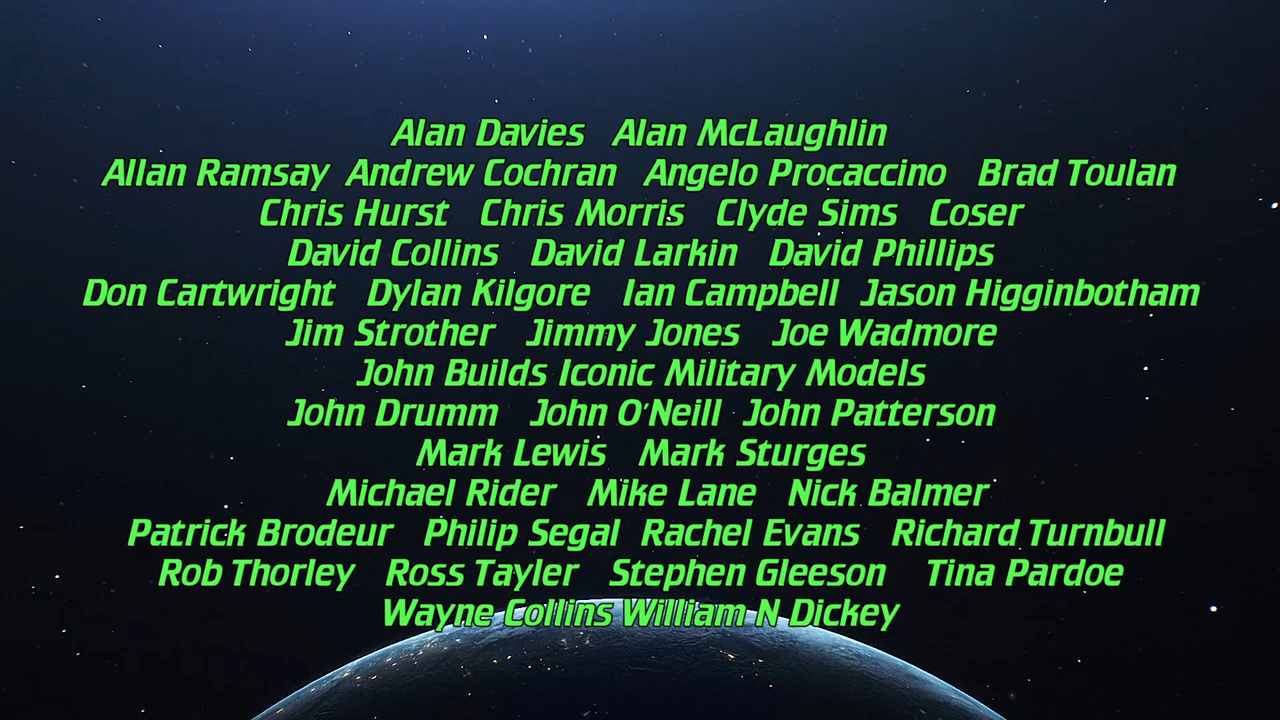 Alan Davies Alan McLaughlin
Allan Ramsay Andrew Cochran Angelo Procaccino Brad Toulan
Chris Hurst Chris Morris Clyde Sims Coser
David Collins David Larkin David Phillips
Don Cartwright Dylan Kilgore Ian Campbell Jason Higginbotham
Jim Strother Jimmy Jones Joe Wadmore
John Builds Iconic Military Models
John Drumm John O'Neill John Patterson
Mark Lewis Mark Sturges
Michael Rider Mike Lane Nick Balmer
Patrick Brodeur Philip Segal Rachel Evans Richard Turnbull
Rob Thorley Ross Tayler Stephen Gleeson Tina Pardoe
Wayne Collins William N Dickey